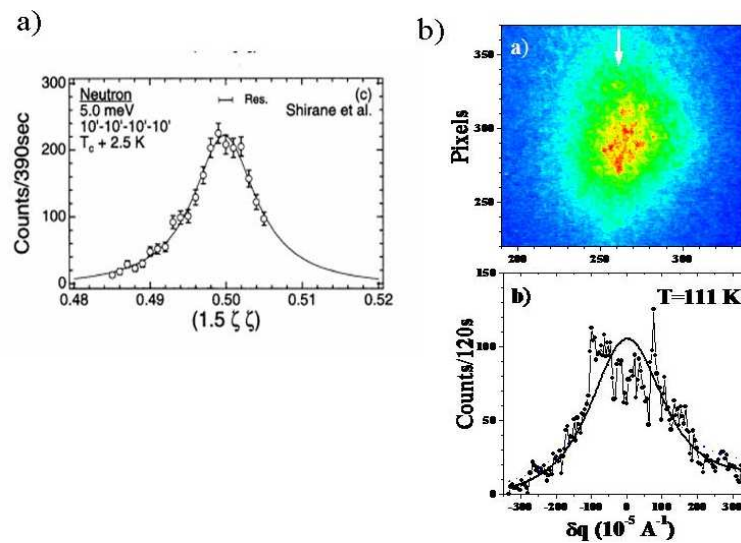 a)
300
200
100
0
Counts/390sec
Neutron
5.0 meV
10'-10'-10'-10'
T_c + 2.5 K
Res.
(c)
Shirane et al.
0.48 0.49 0.50 0.51 0.52
(1.5 ζ ζ)
b)
a)
350
300
250
Pixels
200 250 300
b)
T=111 K
150
100
50
0
Counts/120s
-300 -200 -100 0 100 200 300
δq (10⁻⁵ A⁻¹)